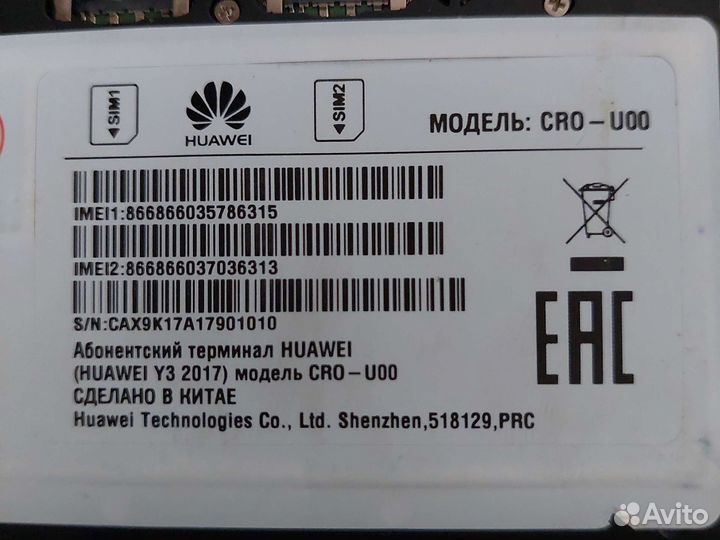 SIM1
HUAWEI
SIM2
МОДЕЛЬ: CRO-U00
IMEI1:866866035786315
IMEI2:866866037036313
S/N:CAX9K17A17901010
Абонентский терминал HUAWEI
(HUAWEI Y3 2017) модель CRO-U00
СДЕЛАНО В КИТАЕ
Huawei Technologies Co., Ltd. Shenzhen,518129,PRC
EAC
Avito